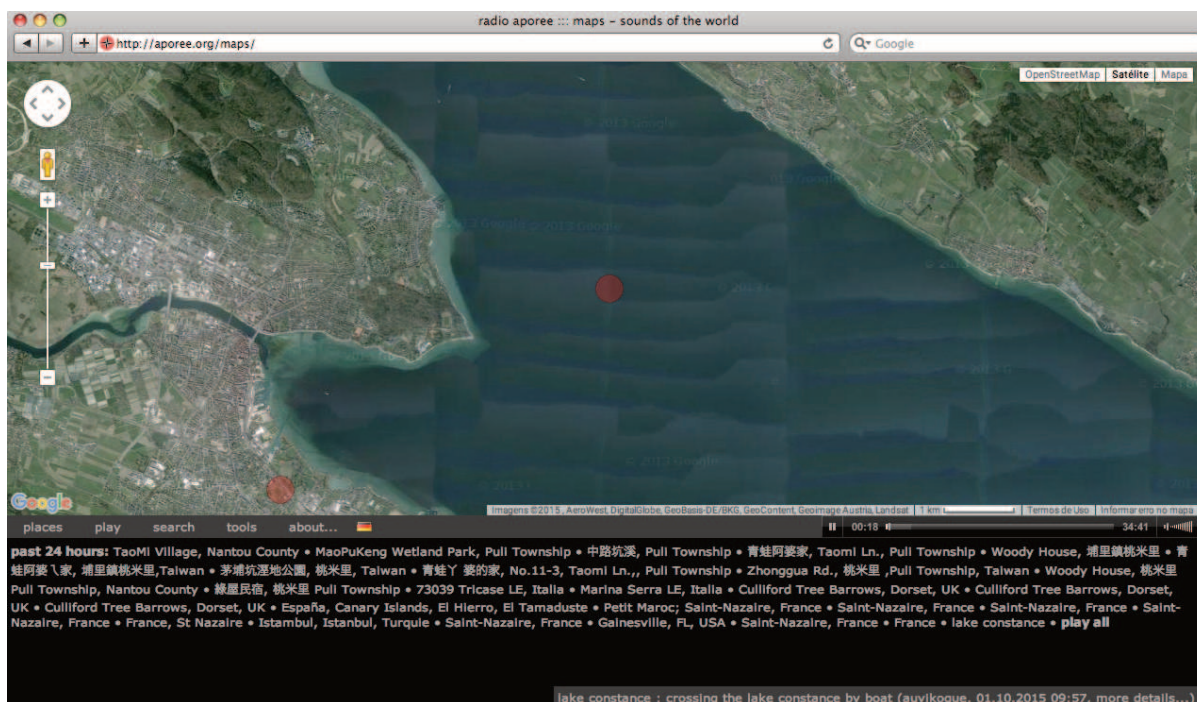 radio aporee ::: maps – sounds of the world
http://aporee.org/maps/
Google
OpenStreetMap Satélite Mapa
© 2013 Google
Google
Imagens ©2015 , AeroWest, DigitalGlobe, GeoBasis-DE/BKG, GeoContent, Geoimage Austria, Landsat 1 km Termos de Uso Informar erro no mapa
places play search tools about... 00:18 34:41
past 24 hours: TaoMi Village, Nantou County • MaoPuKeng Wetland Park, Puli Township • 中路坑溪, Puli Township • 青蛙阿婆家, Taomi Ln., Puli Township • Woody House, 埔里鎮桃米里 • 青
蛙阿婆ㄟ家, 埔里鎮桃米里,Taiwan • 茅埔坑溼地公園, 桃米里, Taiwan • 青蛙丫 婆的家, No.11-3, Taomi Ln.,, Puli Township • Zhonggua Rd., 桃米里 ,Puli Township, Taiwan • Woody House, 桃米里
Puli Township, Nantou County • 綠屋民宿, 桃米里 Puli Township • 73039 Tricase LE, Italia • Marina Serra LE, Italia • Culliford Tree Barrows, Dorset, UK • Culliford Tree Barrows, Dorset,
UK • Culliford Tree Barrows, Dorset, UK • España, Canary Islands, El Hierro, El Tamaduste • Petit Maroc; Saint-Nazaire, France • Saint-Nazaire, France • Saint-Nazaire, France • Saint-
Nazaire, France • France, St Nazaire • Istambul, Istanbul, Turquie • Saint-Nazaire, France • Gainesville, FL, USA • Saint-Nazaire, France • France • lake constance • play all
lake constance : crossing the lake constance by boat (auvikogue, 01.10.2015 09:57, more details...)